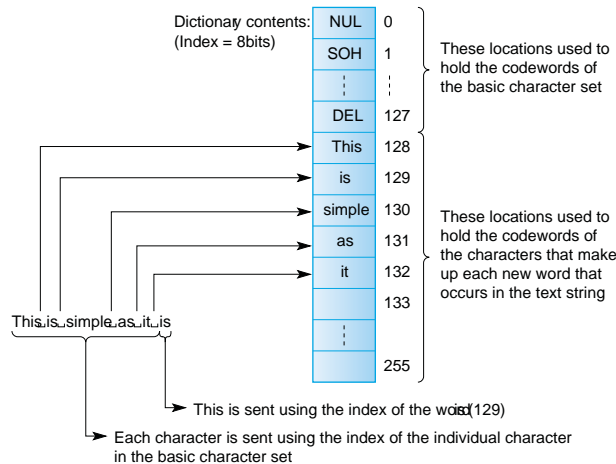 Dictionary contents:
(Index = 8bits)
NUL 0
SOH 1
DEL 127
This 128
is 129
simple 130
as 131
it 132
133
255
These locations used to
hold the codewords of
the basic character set
These locations used to
hold the codewords of
the characters that make
up each new word that
occurs in the text string
This␣is␣simple␣as␣it␣is
This is sent using the index of the word is (129)
Each character is sent using the index of the individual character
in the basic character set